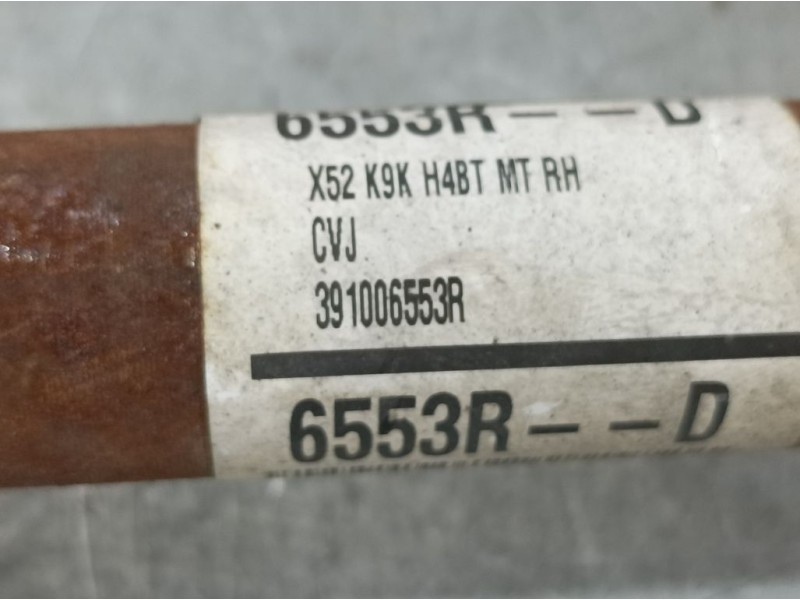 6553R--D
X52 K9K H4BT MT RH
CVJ
391006553R
6553R--D